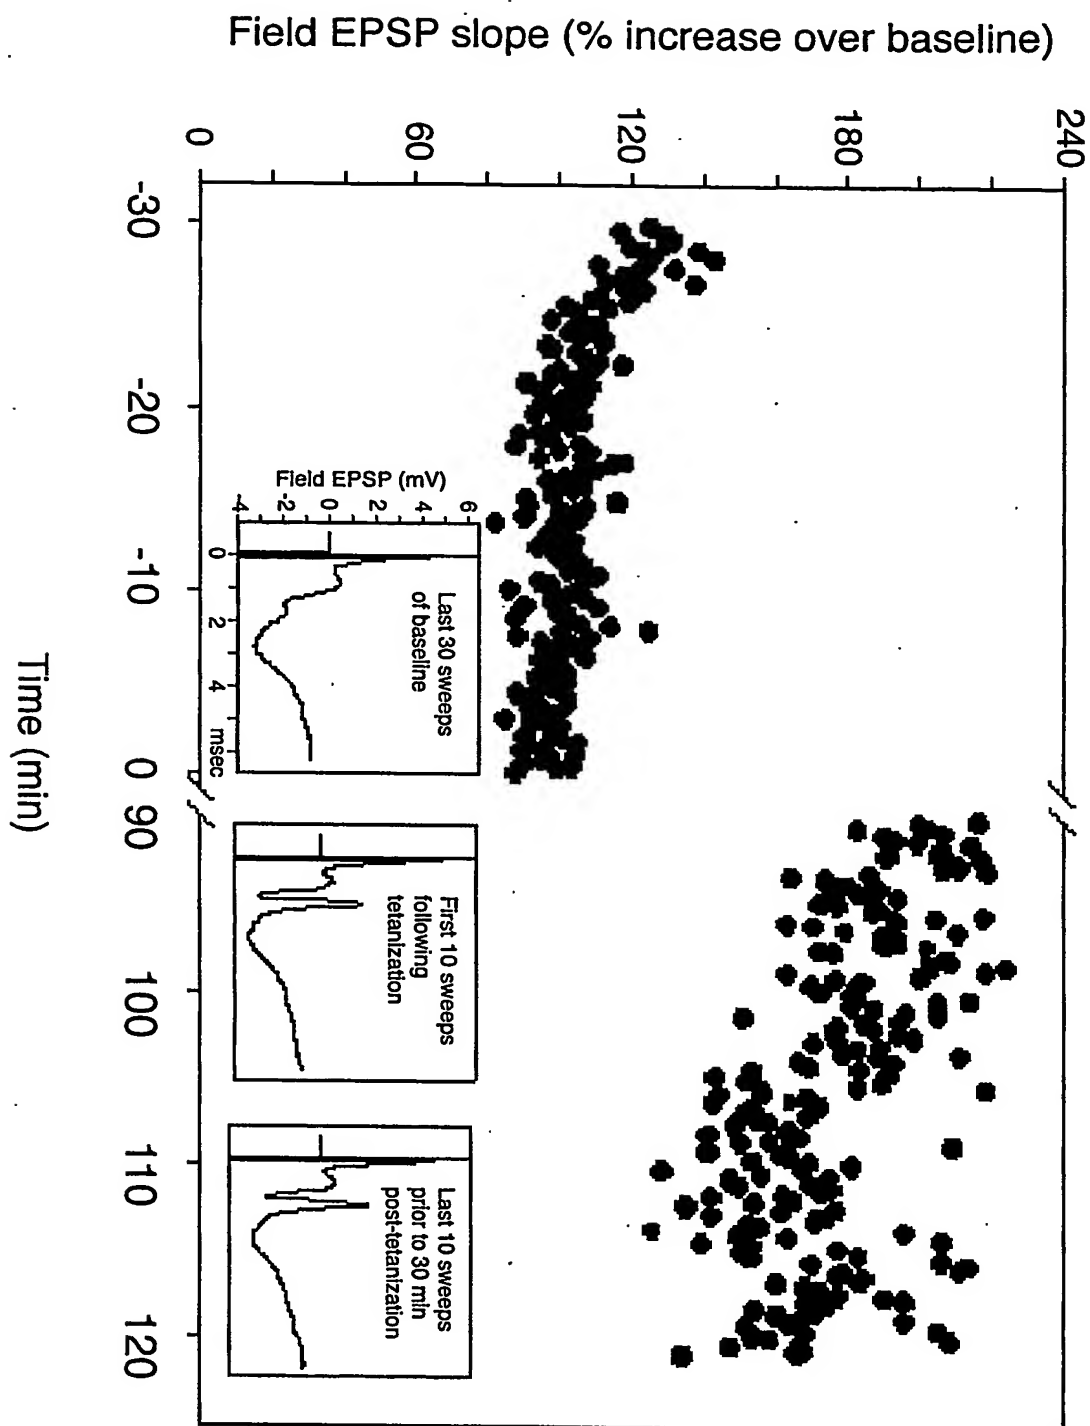 Field EPSP slope (% increase over baseline)
240
180
120
60
0
-30
-20
-10
0
90
100
110
120
Time (min)
Field EPSP (mV)
6
4
2
0
-2
-4
0
2
4
msec
Last 30 sweeps
of baseline
First 10 sweeps
following
tetanization
Last 10 sweeps
prior to 30 min
post-tetanization